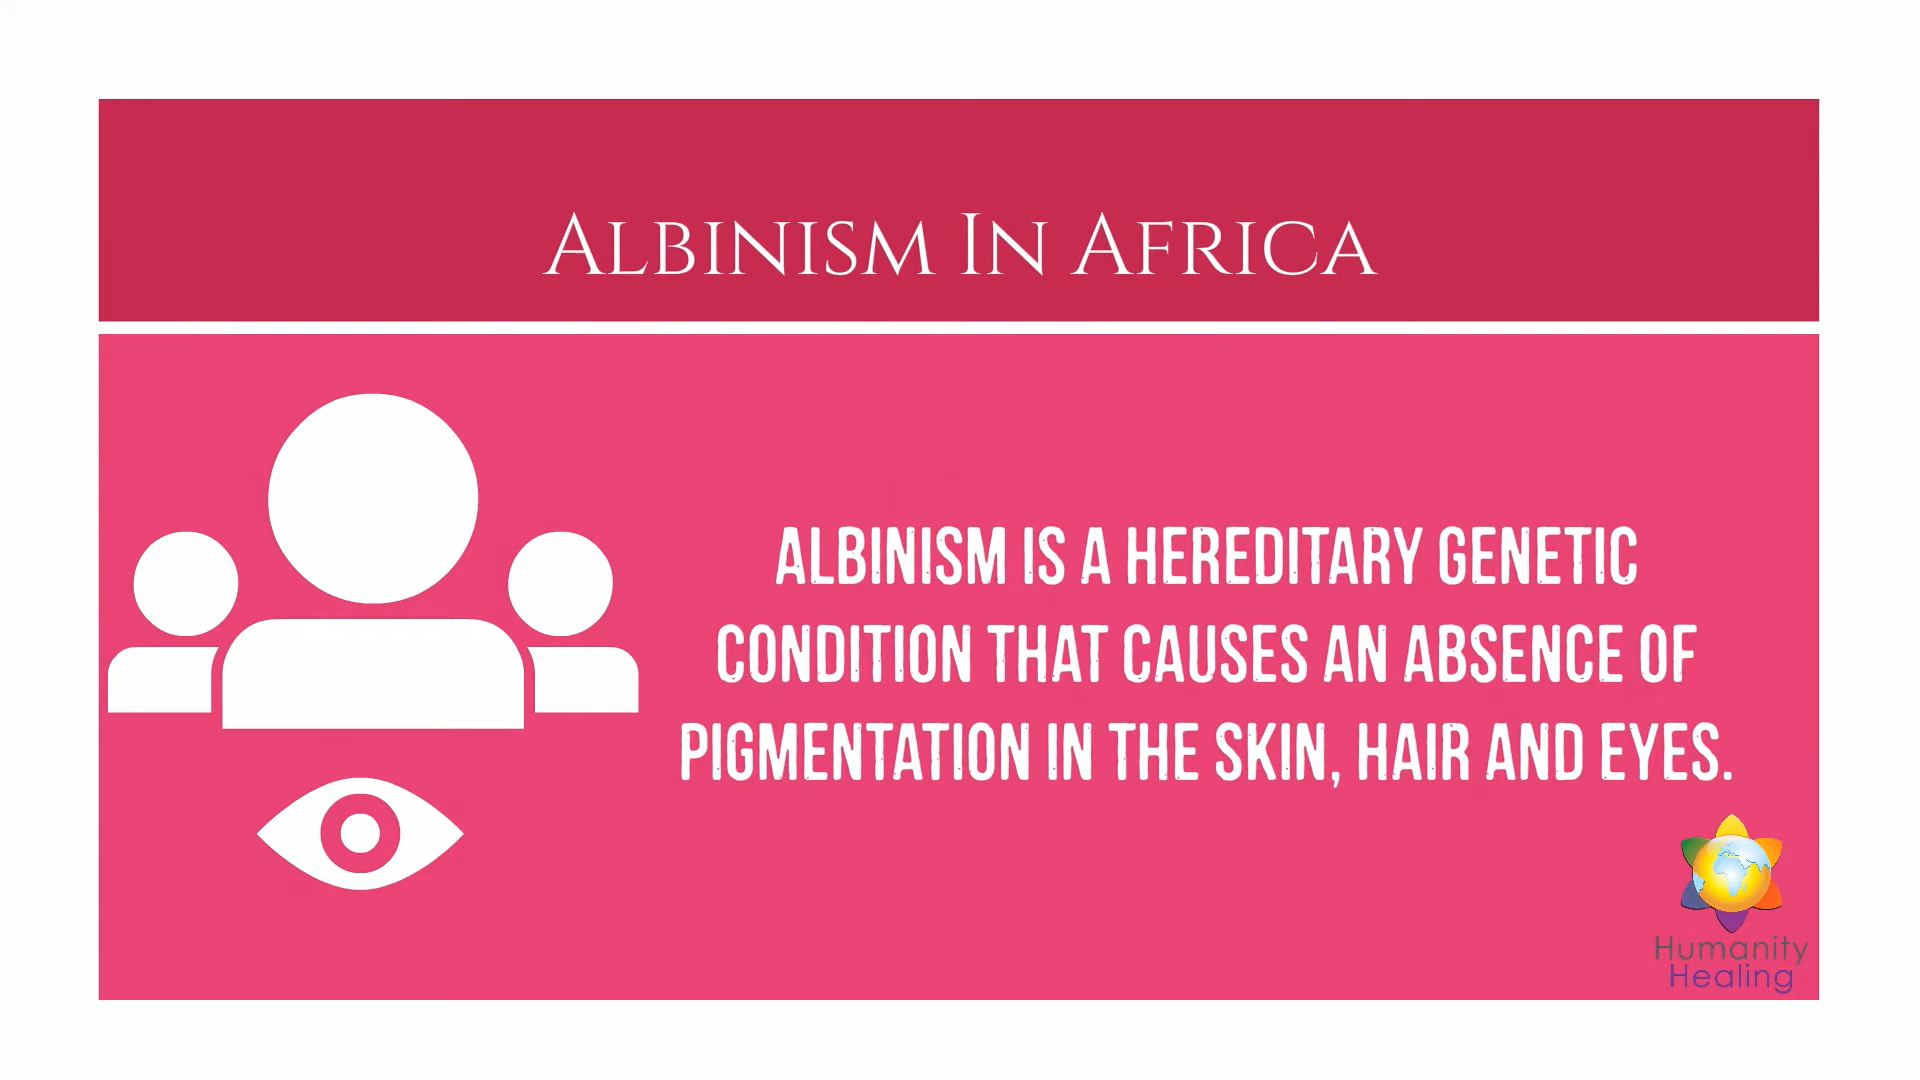 Albinism In Africa
ALBINISM IS A HEREDITARY GENETIC
CONDITION THAT CAUSES AN ABSENCE OF
PIGMENTATION IN THE SKIN, HAIR AND EYES.
Humanity
Healing